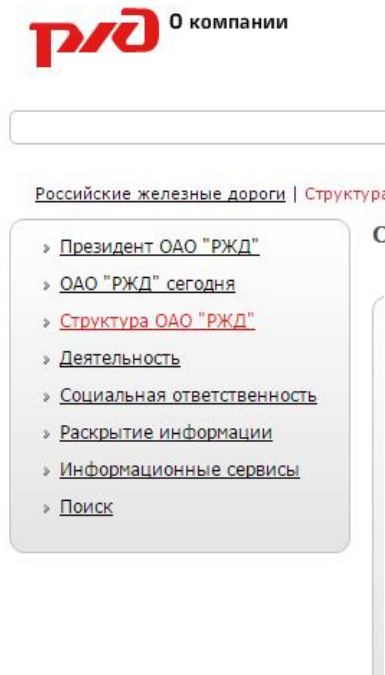 ржд О компании
Российские железные дороги | Структура
Президент ОАО "РЖД"
ОАО "РЖД" сегодня
Структура ОАО "РЖД"
Деятельность
Социальная ответственность
Раскрытие информации
Информационные сервисы
Поиск